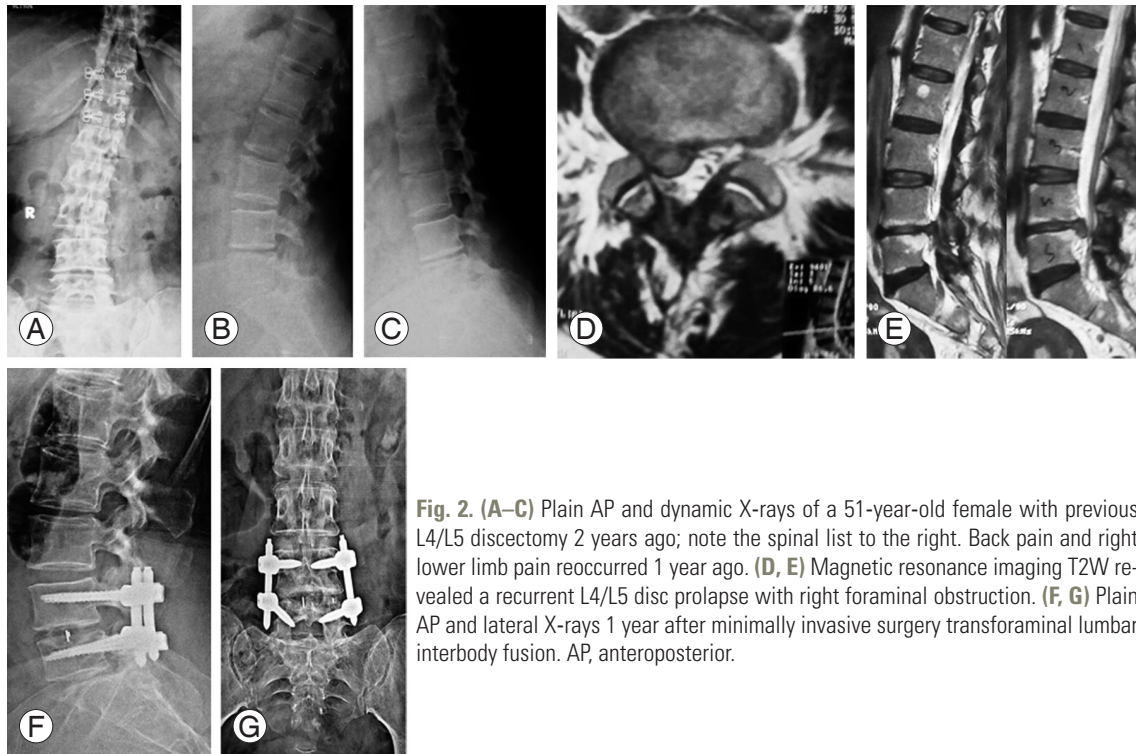 R
A
B
C
D
E
F
G
Fig. 2. (A–C) Plain AP and dynamic X-rays of a 51-year-old female with previous
L4/L5 discectomy 2 years ago; note the spinal list to the right. Back pain and right
lower limb pain reoccurred 1 year ago. (D, E) Magnetic resonance imaging T2W re-
vealed a recurrent L4/L5 disc prolapse with right foraminal obstruction. (F, G) Plain
AP and lateral X-rays 1 year after minimally invasive surgery transforaminal lumbar
interbody fusion. AP, anteroposterior.